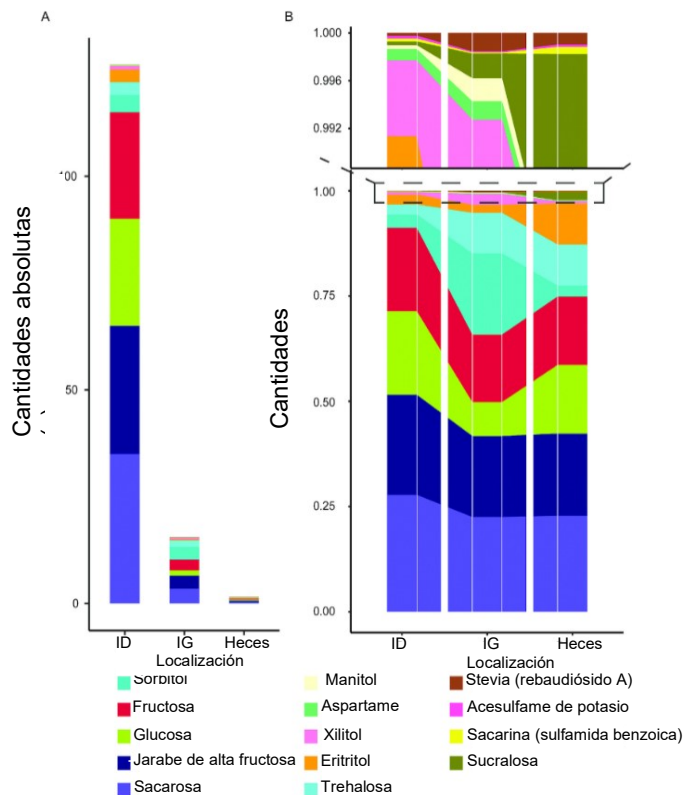 A
B
Cantidades absolutas
50
0
ID
IG
Heces
Localización
Cantidades
1.000
0.996
0.992
1.00
0.75
0.50
0.25
0.00
ID
IG
Heces
Localización
Sorbitol
Manitol
Stevia (rebaudiósido A)
Fructosa
Aspartame
Acesulfame de potasio
Glucosa
Xilitol
Sacarina (sulfamida benzoica)
Jarabe de alta fructosa
Eritritol
Sucralosa
Sacarosa
Trehalosa